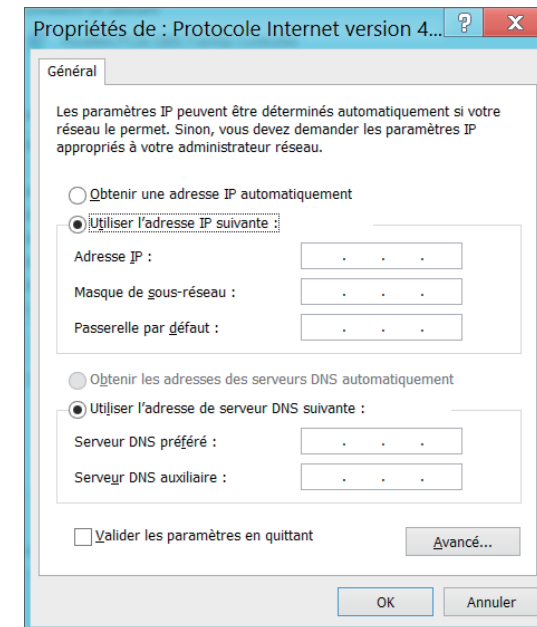 Propriétés de : Protocole Internet version 4...
Général
Les paramètres IP peuvent être déterminés automatiquement si votre
réseau le permet. Sinon, vous devez demander les paramètres IP
appropriés à votre administrateur réseau.
Obtenir une adresse IP automatiquement
Utiliser l'adresse IP suivante :
Adresse IP :
Masque de sous-réseau :
Passerelle par défaut :
Obtenir les adresses des serveurs DNS automatiquement
Utiliser l'adresse de serveur DNS suivante :
Serveur DNS préféré :
Serveur DNS auxiliaire :
Valider les paramètres en quittant
Avancé...
OK
Annuler